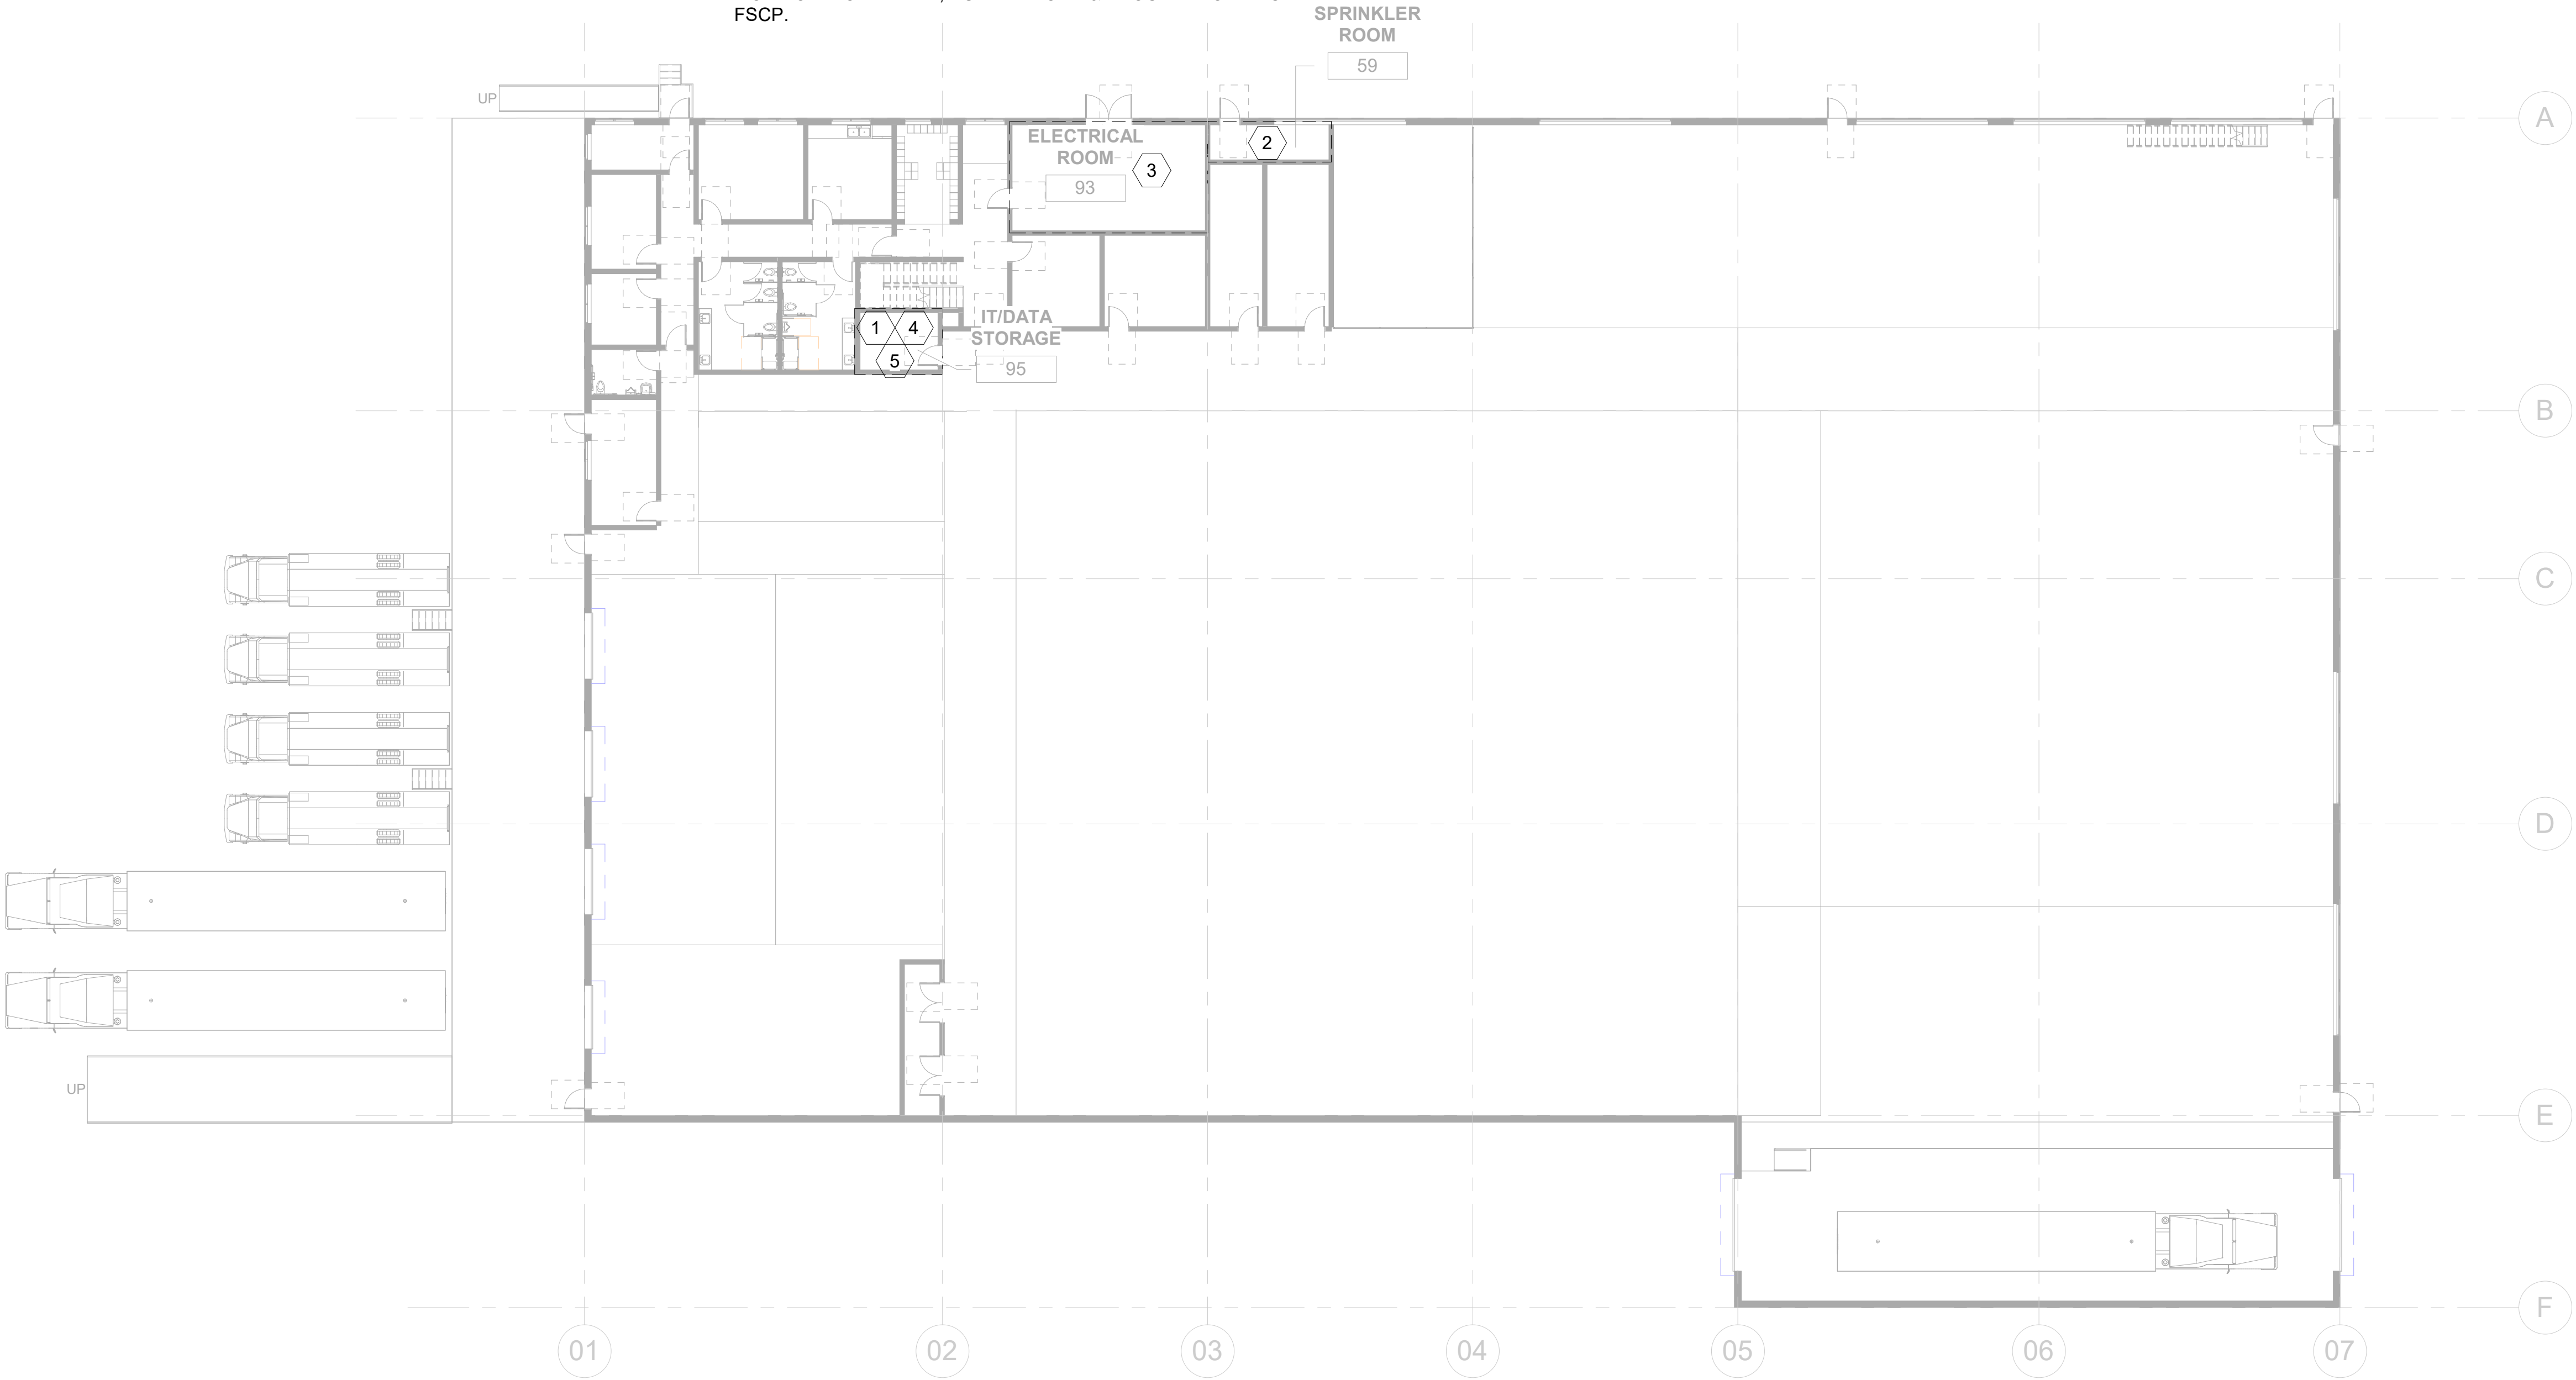 FSCP.
SPRINKLER
ROOM
59
UP
A
ELECTRICAL
ROOM
93
3
2
1
4
5
IT/DATA
STORAGE
95
B
C
D
UP
E
F
01
02
03
04
05
06
07